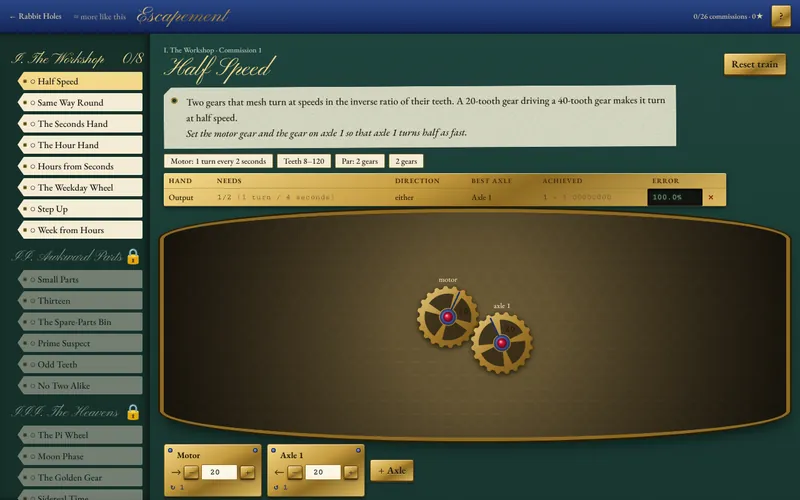 ← Rabbit Holes
= more like this
Escapement
0/26 commissions · 0★
?
I. The Workshop 0/8
○ Half Speed
○ Same Way Round
○ The Seconds Hand
○ The Hour Hand
○ Hours from Seconds
○ The Weekday Wheel
○ Step Up
○ Week from Hours
II. Awkward Parts
○ Small Parts
○ Thirteen
○ The Spare-Parts Bin
○ Prime Suspect
○ Odd Teeth
○ No Two Alike
III. The Heavens
○ The Pi Wheel
○ Moon Phase
○ The Golden Gear
○ Sidereal Time
I. The Workshop · Commission 1
Half Speed
Reset train
Two gears that mesh turn at speeds in the inverse ratio of their teeth. A 20-tooth gear driving a 40-tooth gear makes it turn
at half speed.
Set the motor gear and the gear on axle 1 so that axle 1 turns half as fast.
Motor: 1 turn every 2 seconds
Teeth 8–120
Par: 2 gears
2 gears
HAND NEEDS DIRECTION BEST AXLE ACHIEVED ERROR
Output 1/2 (1 turn / 4 seconds) either Axle 1 100.0% ×
motor
axle 1
Motor
→ − 20 +
↻ 1
Axle 1
← − 20 +
↺ 1
+ Axle